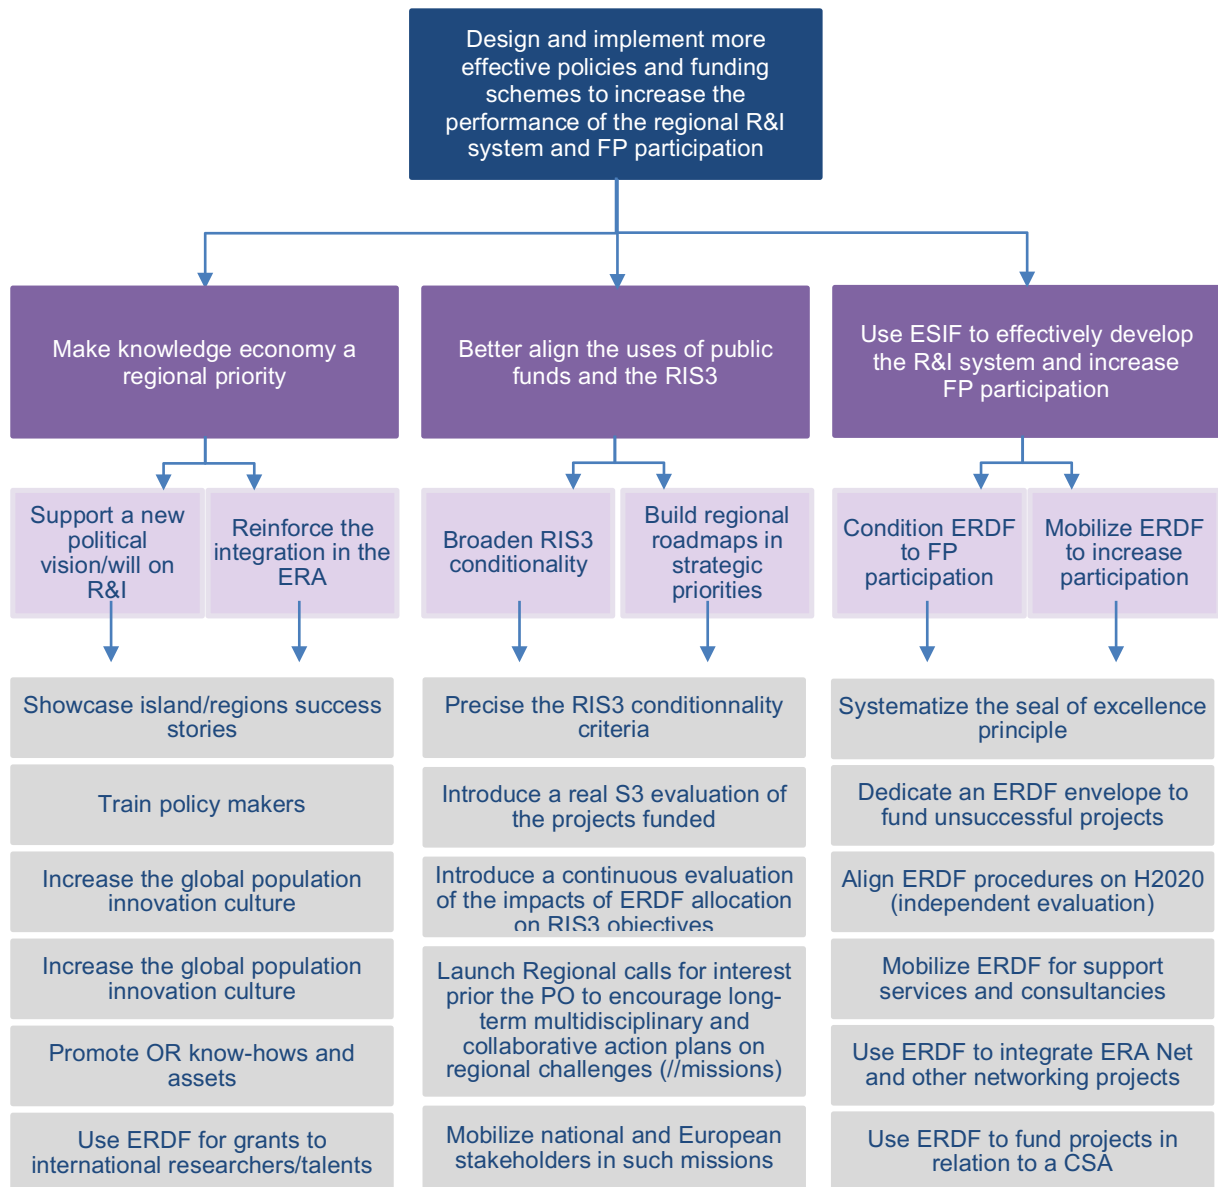 Design and implement more
effective policies and funding
schemes to increase the
performance of the regional R&I
system and FP participation
Make knowledge economy a
regional priority
Better align the uses of public
funds and the RIS3
Use ESIF to effectively develop
the R&I system and increase
FP participation
Support a new
political
vision/will on
R&I
Reinforce the
integration in the
ERA
Broaden RIS3
conditionality
Build regional
roadmaps in
strategic
priorities
Condition ERDF
to FP
participation
Mobilize ERDF
to increase
participation
Showcase island/regions success
stories
Train policy makers
Increase the global population
innovation culture
Increase the global population
innovation culture
Promote OR know-hows and
assets
Use ERDF for grants to
international researchers/talents
Precise the RIS3 conditionnality
criteria
Introduce a real S3 evaluation of
the projects funded
Introduce a continuous evaluation
of the impacts of ERDF allocation
on RIS3 objectives
Launch Regional calls for interest
prior the PO to encourage long-
term multidisciplinary and
collaborative action plans on
regional challenges (//missions)
Mobilize national and European
stakeholders in such missions
Systematize the seal of excellence
principle
Dedicate an ERDF envelope to
fund unsuccessful projects
Align ERDF procedures on H2020
(independent evaluation)
Mobilize ERDF for support
services and consultancies
Use ERDF to integrate ERA Net
and other networking projects
Use ERDF to fund projects in
relation to a CSA